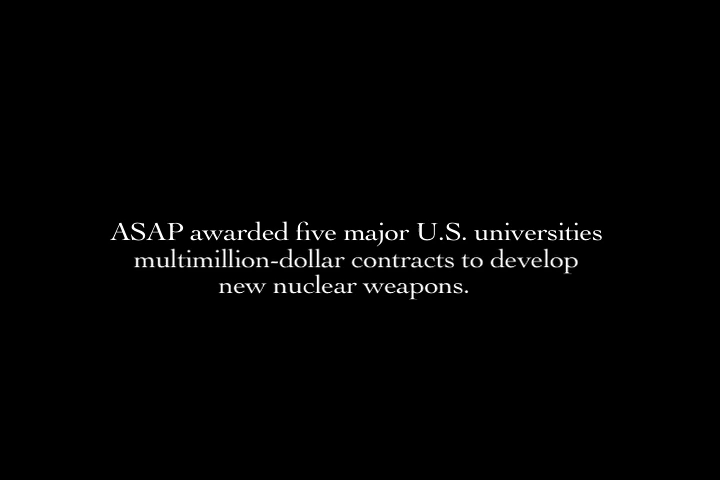 ASAP awarded five major U.S. universities
multimillion-dollar contracts to develop
new nuclear weapons.